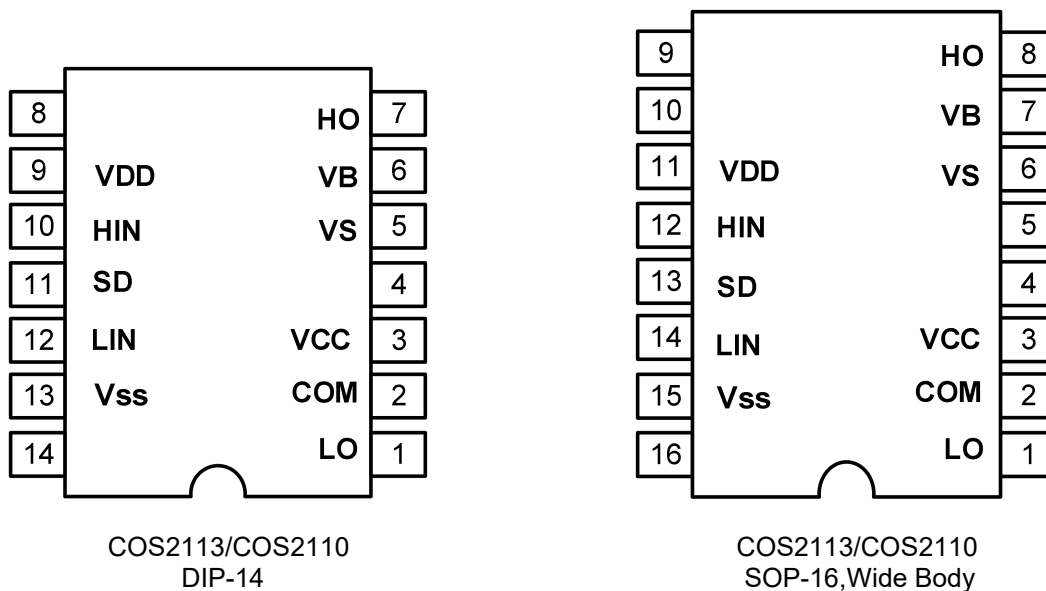 8 HO 7
9 VDD VB 6
10 HIN VS 5
11 SD 4
12 LIN VCC 3
13 Vss COM 2
14 LO 1
COS2113/COS2110
DIP-14
9 HO 8
10 VB 7
11 VDD VS 6
12 HIN 5
13 SD 4
14 LIN VCC 3
15 Vss COM 2
16 LO 1
COS2113/COS2110
SOP-16,Wide Body